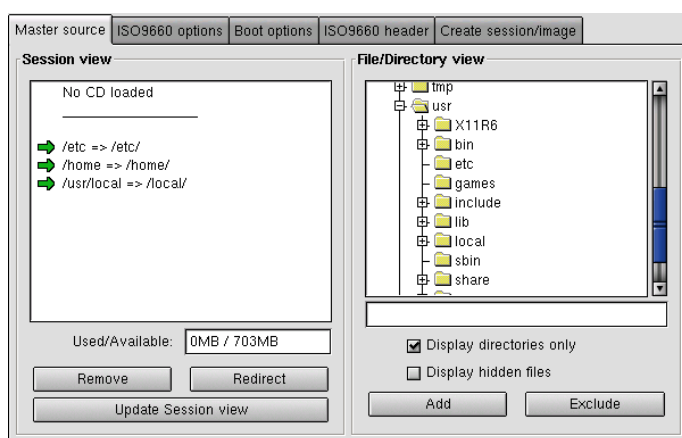 Master source
ISO9660 options
Boot options
ISO9660 header
Create session/image
Session view
No CD loaded
/etc => /etc/
/home => /home/
/usr/local => /local/
Used/Available: 0MB / 703MB
Remove
Redirect
Update Session view
File/Directory view
tmp
usr
X11R6
bin
etc
games
include
lib
local
sbin
share
Display directories only
Display hidden files
Add
Exclude